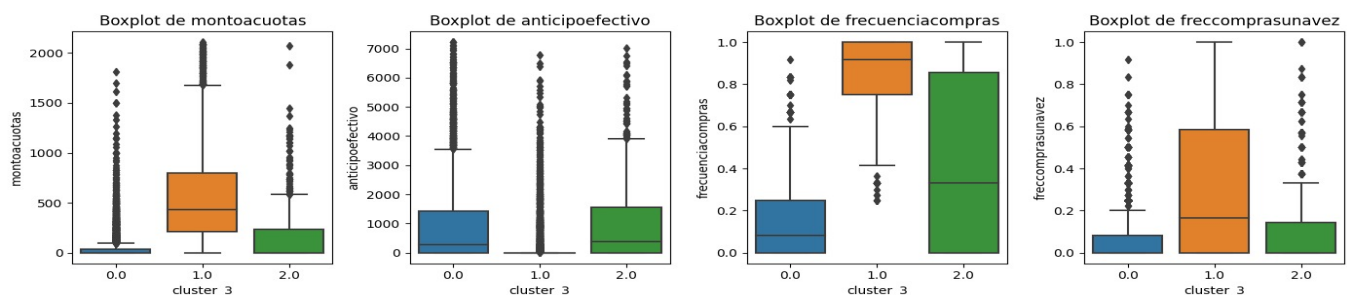 Boxplot de montoacuotas
montoacuotas
2000
1500
1000
500
0
0.0 1.0 2.0
cluster_3
Boxplot de anticipoefectivo
anticipoefectivo
7000
6000
5000
4000
3000
2000
1000
0
0.0 1.0 2.0
cluster_3
Boxplot de frecuenciacompras
frecuenciacompras
1.0
0.8
0.6
0.4
0.2
0.0
0.0 1.0 2.0
cluster_3
Boxplot de freccomprasunavez
freccomprasunavez
1.0
0.8
0.6
0.4
0.2
0.0
0.0 1.0 2.0
cluster_3